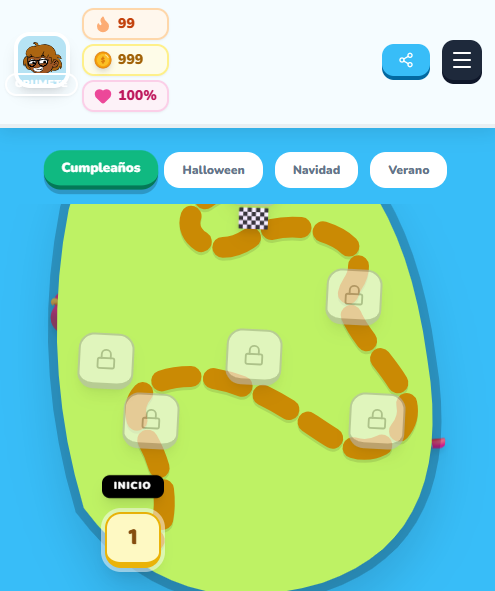 99
999
100%
Cumpleaños
Halloween
Navidad
Verano
INICIO
1